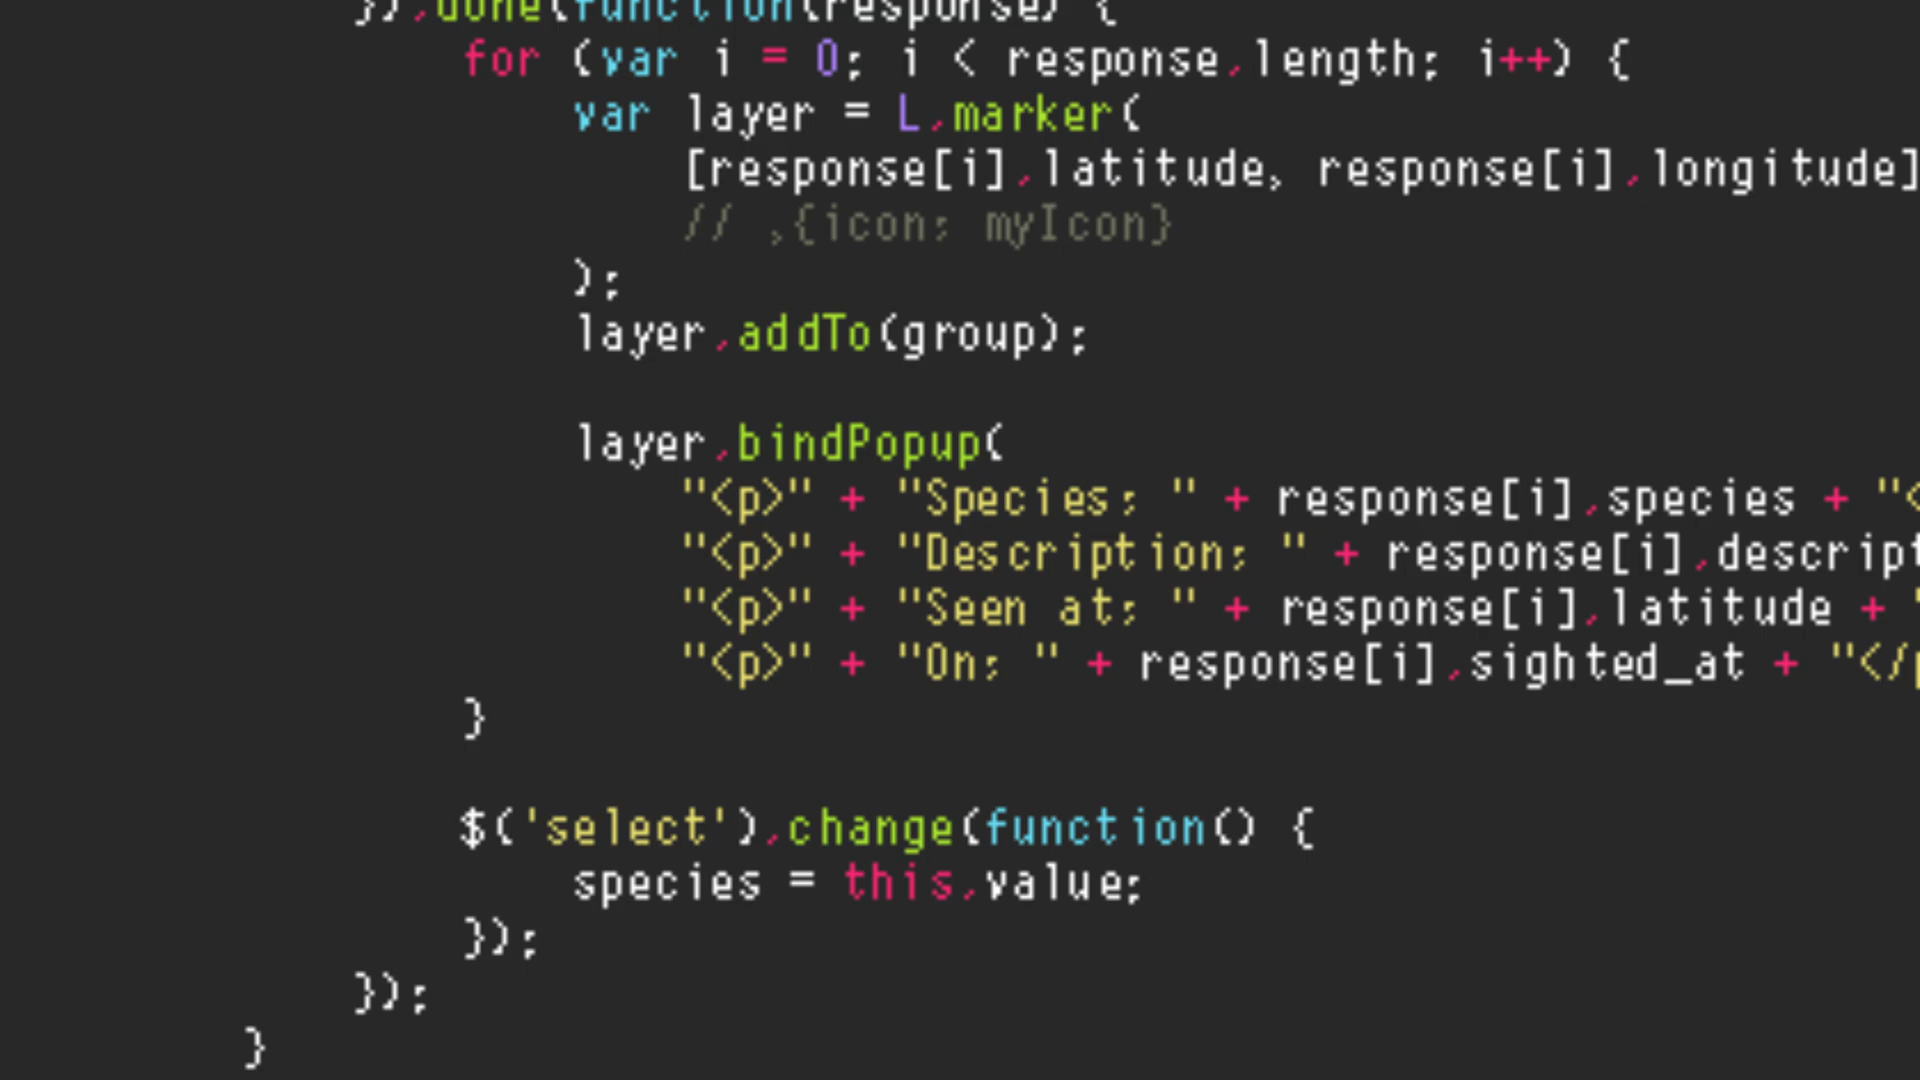 }).done(function(response) {
for (var i = 0; i < response.length; i++) {
var layer = L.marker(
[response[i].latitude, response[i].longitude]
// ,{icon: myIcon}
);
layer.addTo(group);
layer.bindPopup(
"<p>" + "Species: " + response[i].species + "<
"<p>" + "Description: " + response[i].descript
"<p>" + "Seen at: " + response[i].latitude + "
"<p>" + "On: " + response[i].sighted_at + "</p
}
$('select').change(function() {
species = this.value;
});
});
}